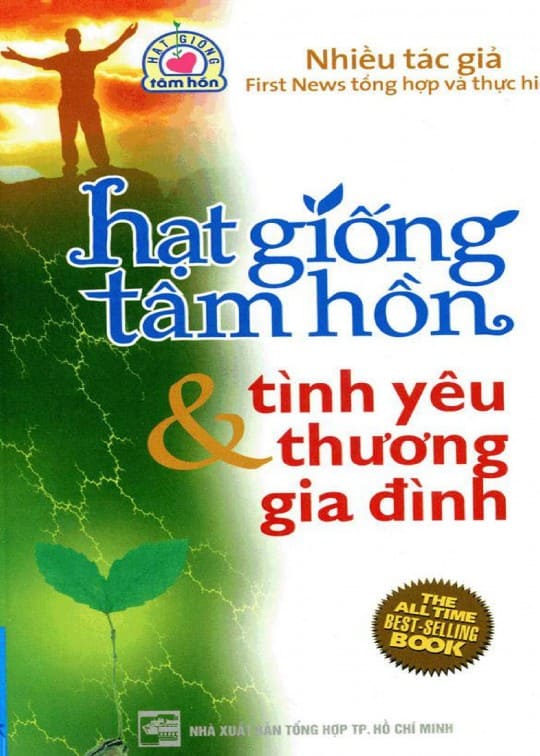 HẠT GIỐNG
tâm hồn
Nhiều tác giả
First News tổng hợp và thực hi
hạt giống
tâm hồn
& tình yêu
thương
gia đình
THE
ALL TIME
BEST-SELLING
BOOK
NHÀ XUẤT BẢN TỔNG HỢP TP. HỒ CHÍ MINH